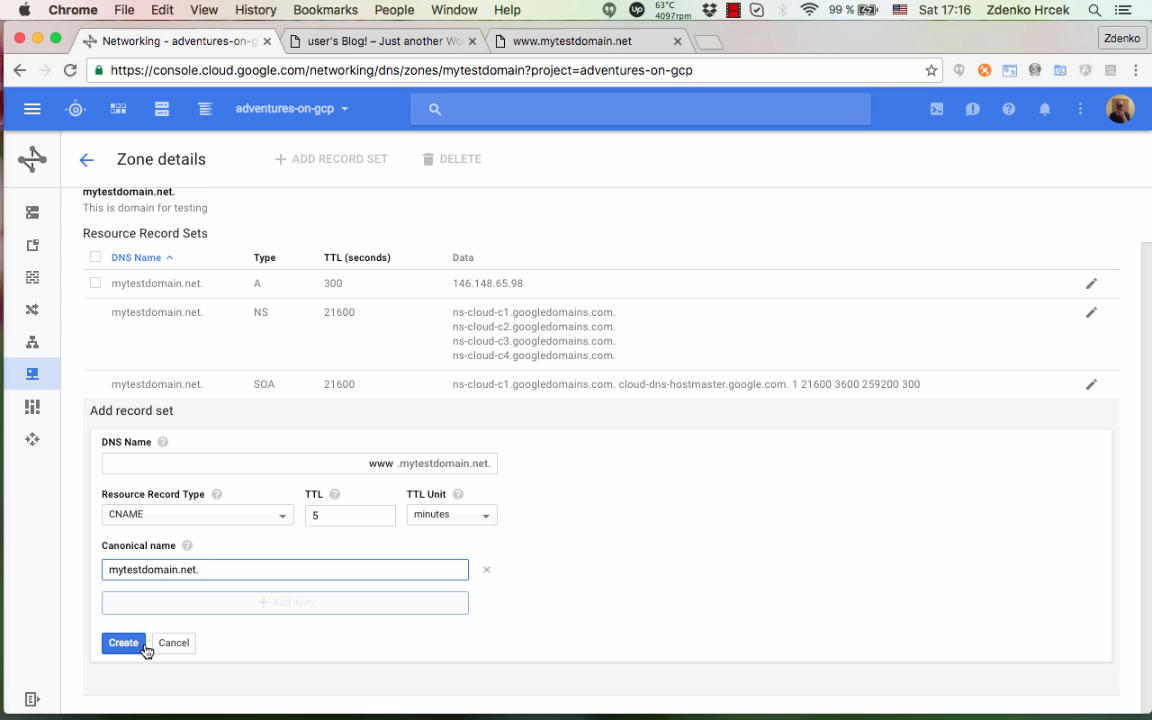 Chrome File Edit View History Bookmarks People Window Help Up 63°C 4097rpm 99 % Sat 17:16 Zdenko Hrcek
Networking - adventures-on-g × user's Blog! – Just another Wo × www.mytestdomain.net × Zdenko
https://console.cloud.google.com/networking/dns/zones/mytestdomain?project=adventures-on-gcp
adventures-on-gcp
Zone details + ADD RECORD SET DELETE
mytestdomain.net.
This is domain for testing
Resource Record Sets
DNS Name Type TTL (seconds) Data
mytestdomain.net. A 300 146.148.65.98
mytestdomain.net. NS 21600 ns-cloud-c1.googledomains.com.
ns-cloud-c2.googledomains.com.
ns-cloud-c3.googledomains.com.
ns-cloud-c4.googledomains.com.
mytestdomain.net. SOA 21600 ns-cloud-c1.googledomains.com. cloud-dns-hostmaster.google.com. 1 21600 3600 259200 300
Add record set
DNS Name ?
www .mytestdomain.net.
Resource Record Type ? TTL ? TTL Unit ?
CNAME 5 minutes
Canonical name ?
mytestdomain.net. ×
+ Add item
Create Cancel